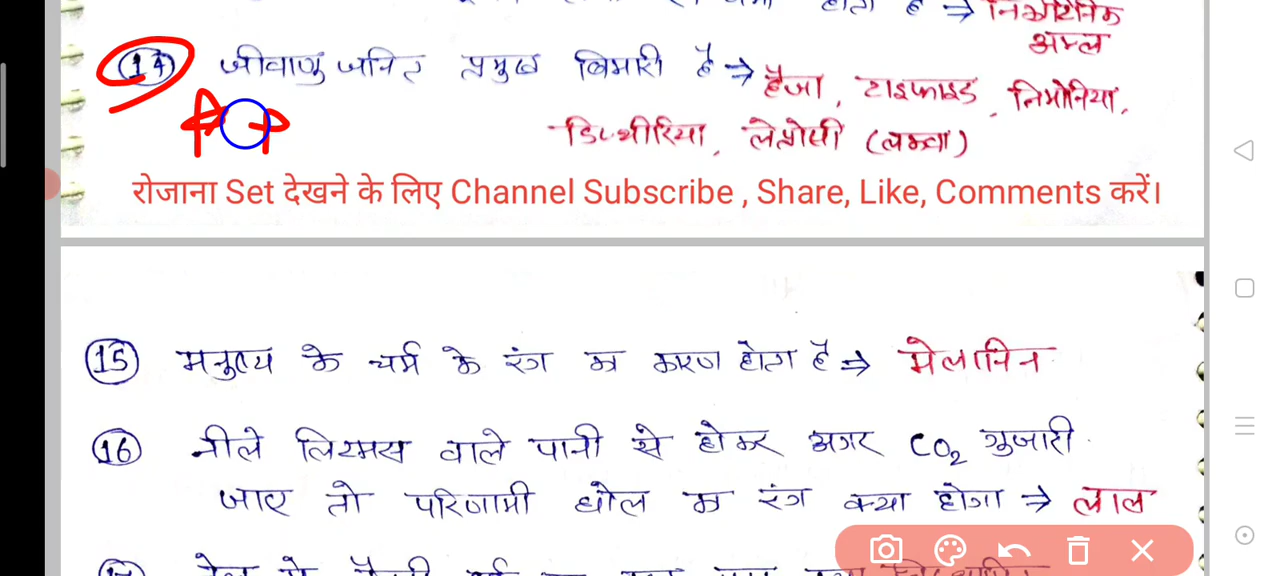 होता है ⇒ निकोटिनिक
अम्ल
(14) जीवाणु जनित प्रमुख बिमारी है → हैजा, टाइफाइड, निमोनिया,
डिप्थीरिया, लेप्रोसी (लकवा)
रोजाना Set देखने के लिए Channel Subscribe , Share, Like, Comments करें।
(15) मनुष्य के चर्म के रंग का कारण होता है ⇒ मेलानिन
(16) नीले लिटमस वाले पानी से होकर अगर CO₂ गुजारी
जाए तो परिणामी घोल का रंग क्या होगा ⇒ लाल